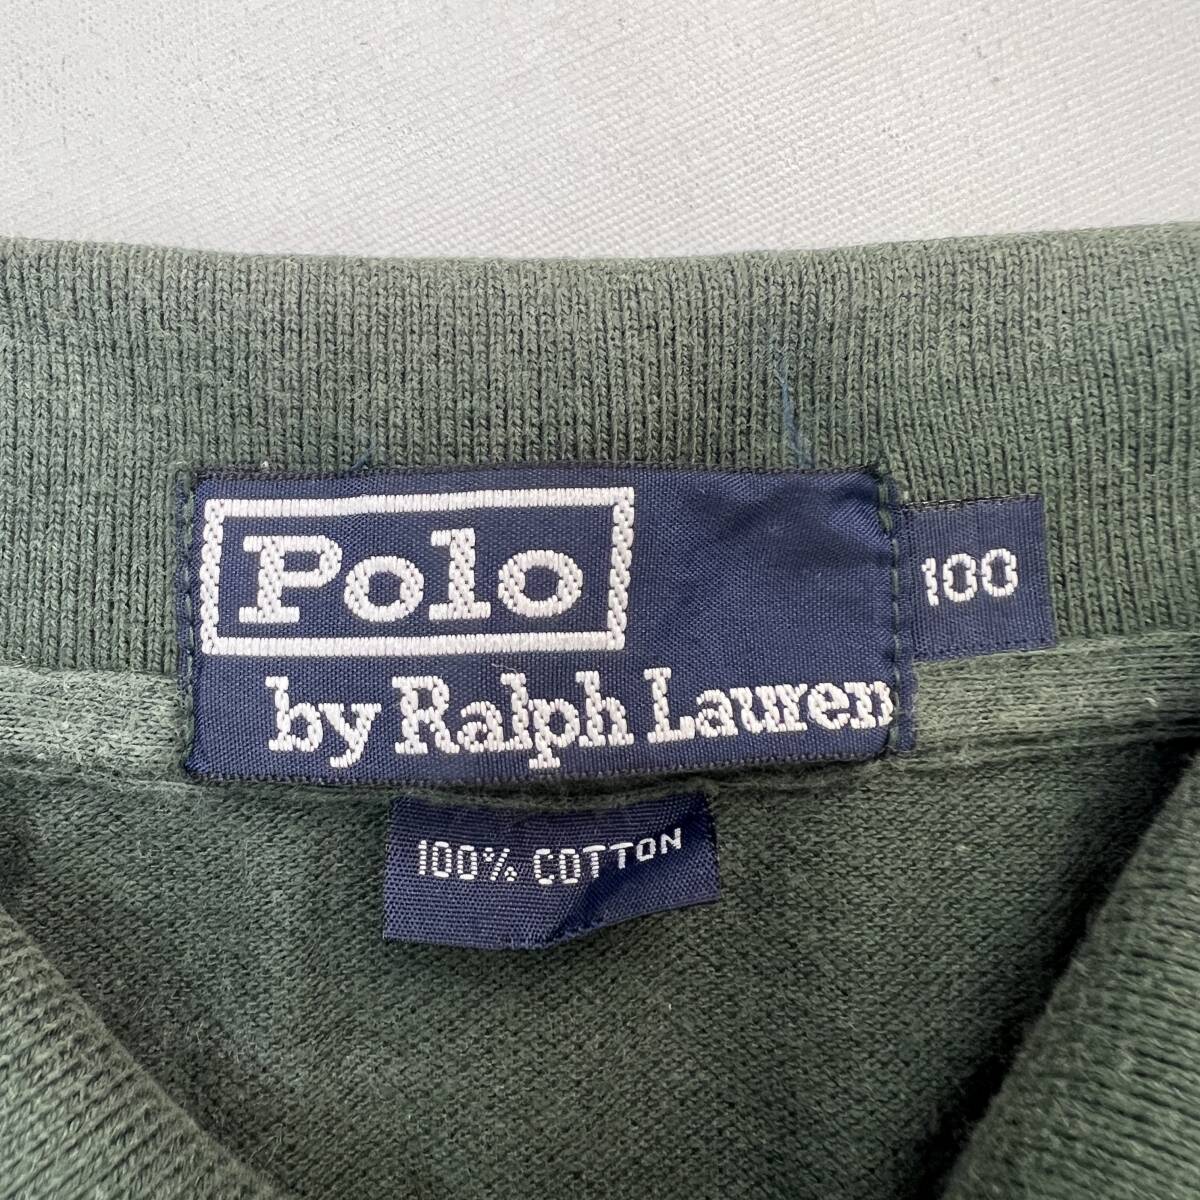 Polo
by Ralph Lauren
100
100% COTTON